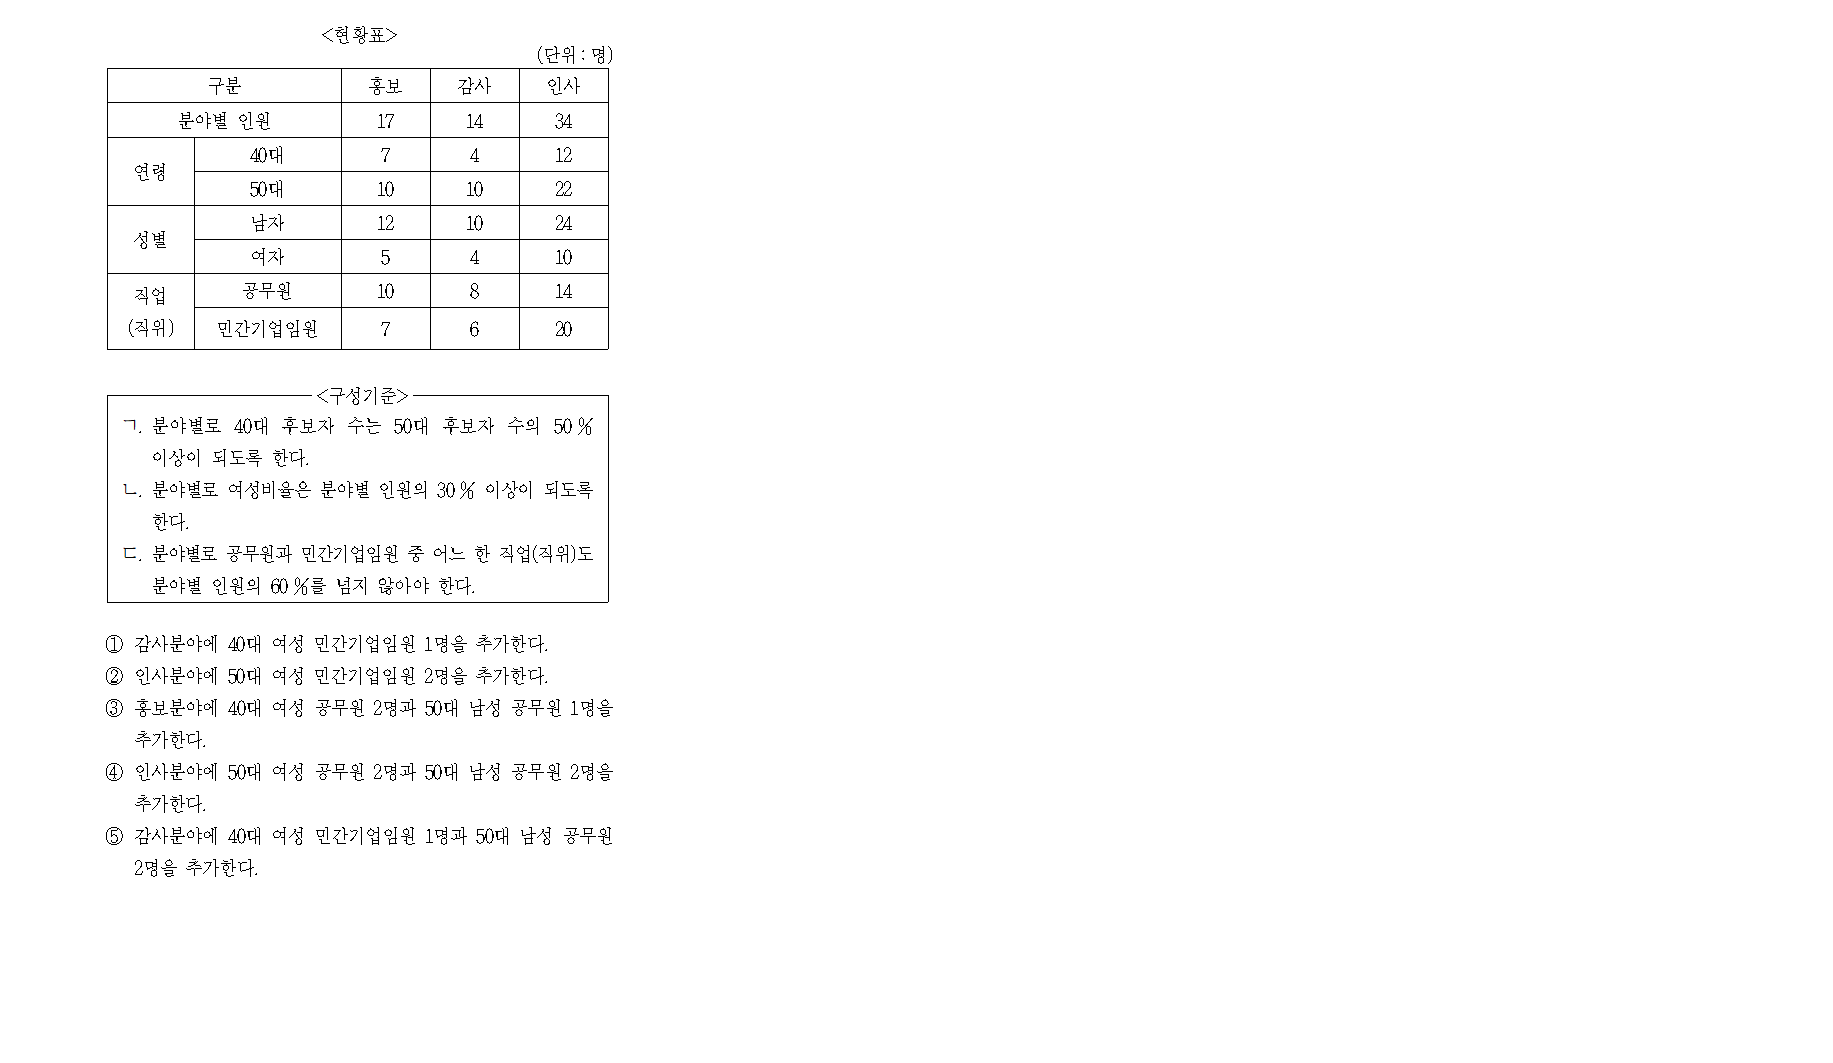 <현황표>
(단위 : 명)
구분 홍보 감사 인사
분야별 인원 17 14 34
연령 40대 7 4 12
50대 10 10 22
성별 남자 12 10 24
여자 5 4 10
직업 (직위) 공무원 10 8 14
민간기업임원 7 6 20
<구성기준>
ㄱ. 분야별로 40대 후보자 수는 50대 후보자 수의 50 %
이상이 되도록 한다.
ㄴ. 분야별로 여성비율은 분야별 인원의 30 % 이상이 되도록
한다.
ㄷ. 분야별로 공무원과 민간기업임원 중 어느 한 직업(직위)도
분야별 인원의 60 %를 넘지 않아야 한다.
① 감사분야에 40대 여성 민간기업임원 1명을 추가한다.
② 인사분야에 50대 여성 민간기업임원 2명을 추가한다.
③ 홍보분야에 40대 여성 공무원 2명과 50대 남성 공무원 1명을
추가한다.
④ 인사분야에 50대 여성 공무원 2명과 50대 남성 공무원 2명을
추가한다.
⑤ 감사분야에 40대 여성 민간기업임원 1명과 50대 남성 공무원
2명을 추가한다.